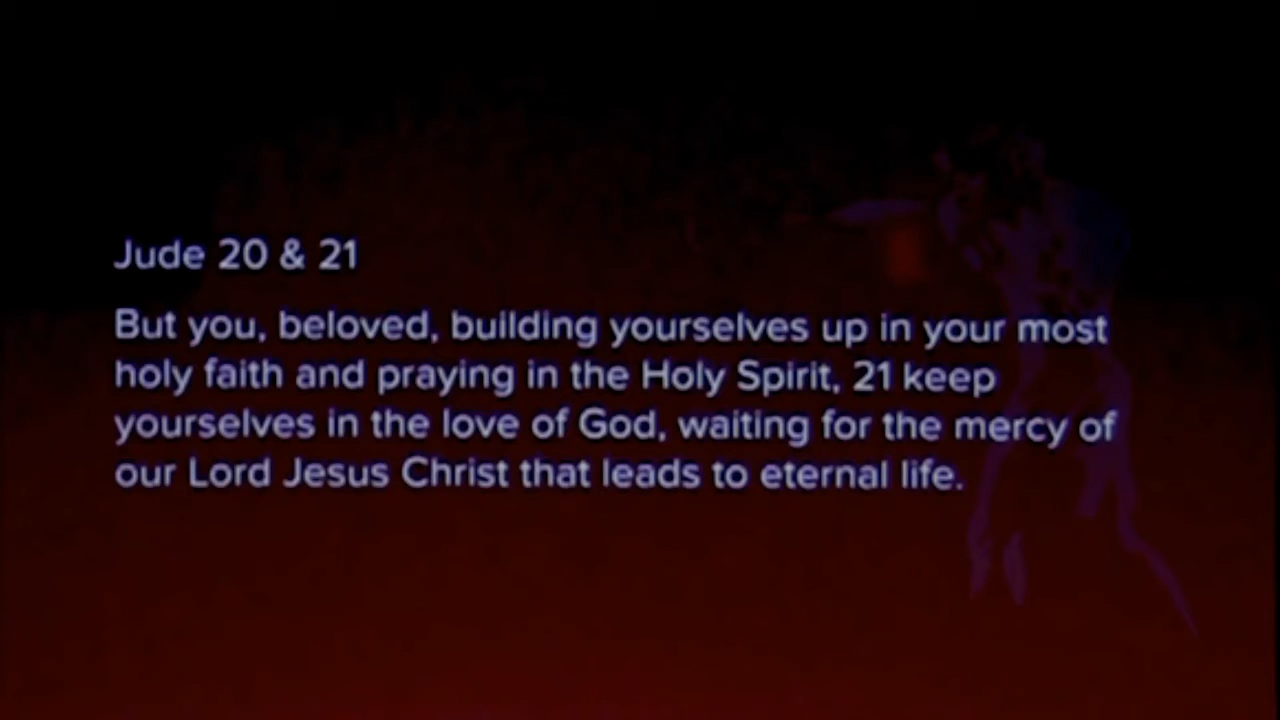 Jude 20 & 21
But you, beloved, building yourselves up in your most
holy faith and praying in the Holy Spirit, 21 keep
yourselves in the love of God, waiting for the mercy of
our Lord Jesus Christ that leads to eternal life.